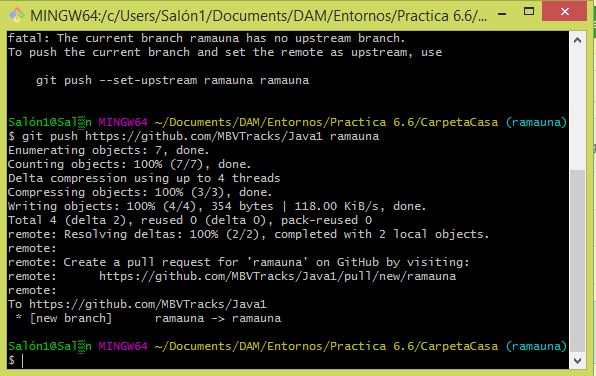 MINGW64:/c/Users/Salón1/Documents/DAM/Entornos/Practica 6.6/...
fatal: The current branch ramauna has no upstream branch.
To push the current branch and set the remote as upstream, use
git push --set-upstream ramauna ramauna
Salón1@Sal▒n MINGW64 ~/Documents/DAM/Entornos/Practica 6.6/CarpetaCasa (ramauna)
$ git push https://github.com/MBVTracks/Java1 ramauna
Enumerating objects: 7, done.
Counting objects: 100% (7/7), done.
Delta compression using up to 4 threads
Compressing objects: 100% (3/3), done.
Writing objects: 100% (4/4), 354 bytes | 118.00 KiB/s, done.
Total 4 (delta 2), reused 0 (delta 0), pack-reused 0
remote: Resolving deltas: 100% (2/2), completed with 2 local objects.
remote:
remote: Create a pull request for 'ramauna' on GitHub by visiting:
remote:      https://github.com/MBVTracks/Java1/pull/new/ramauna
remote:
To https://github.com/MBVTracks/Java1
 * [new branch]      ramauna -> ramauna
Salón1@Sal▒n MINGW64 ~/Documents/DAM/Entornos/Practica 6.6/CarpetaCasa (ramauna)
$